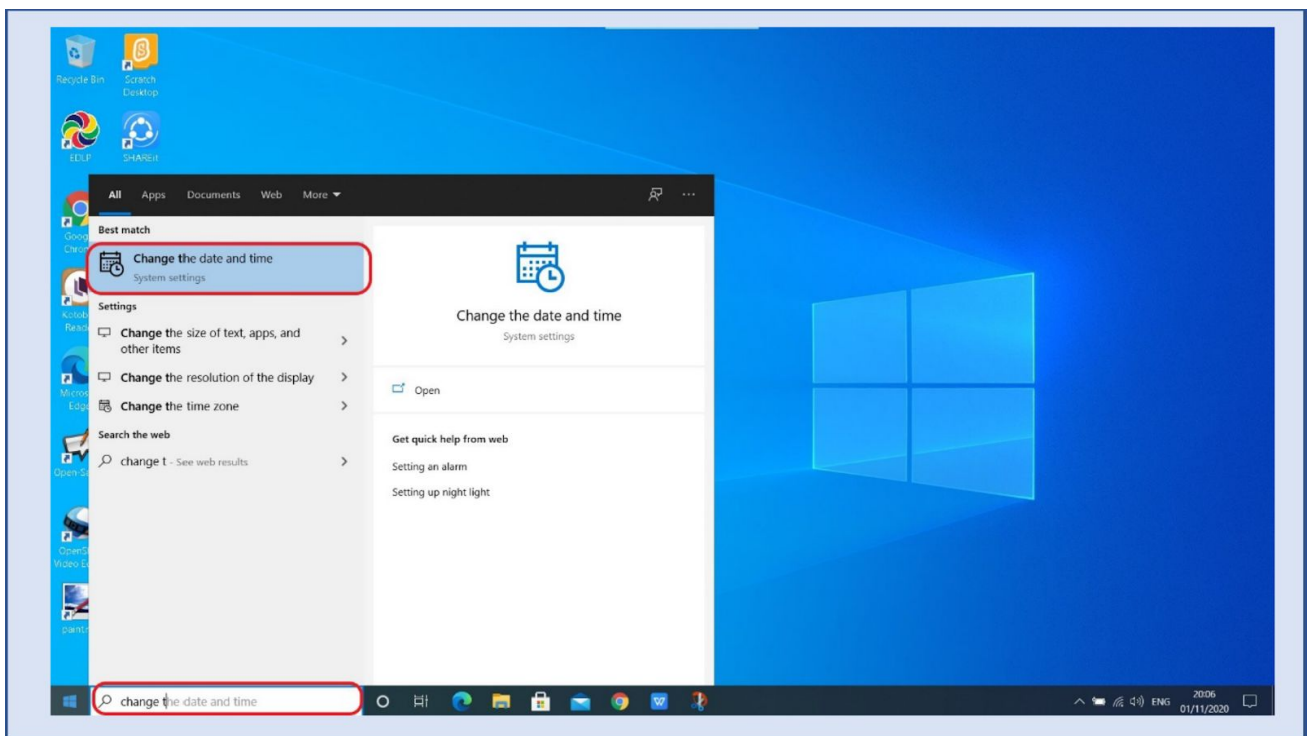 Recycle Bin
Scratch
Desktop
EDLP
SHAREit
All Apps Documents Web More
Best match
Change the date and time
System settings
Settings
Change the size of text, apps, and
other items
Change the resolution of the display
Change the time zone
Search the web
change t - See web results
Change the date and time
System settings
Open
Get quick help from web
Setting an alarm
Setting up night light
change the date and time
ENG
20:06
01/11/2020